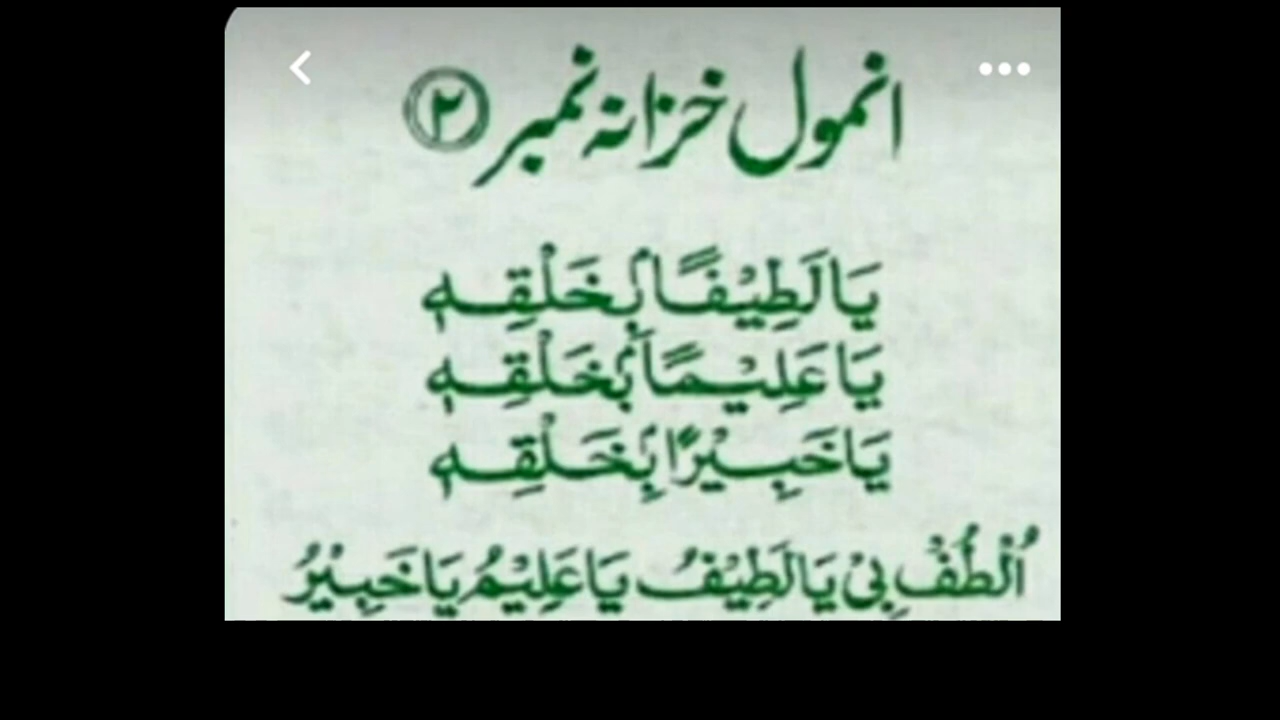 انمول خزانہ نمبر ۲
يَا لَطِيْفًاۢ بِخَلْقِهٖ
يَا عَلِيْمًاۢ بِخَلْقِهٖ
يَا خَبِيْرًاۢ بِخَلْقِهٖ
اُلْطُفْ بِيْ يَا لَطِيْفُ يَا عَلِيْمُ يَا خَبِيْرُ